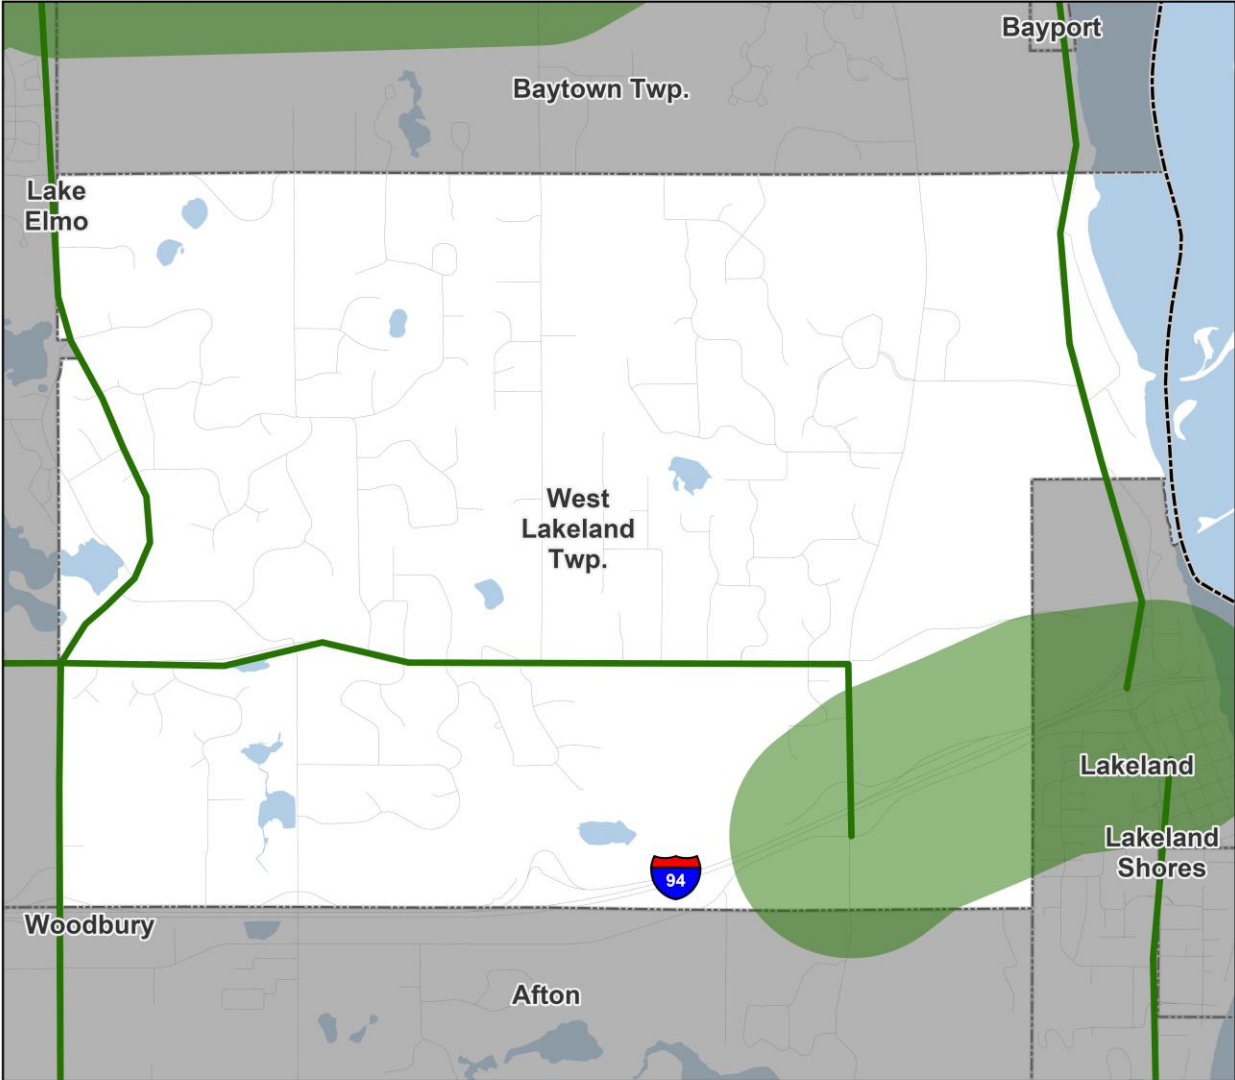 Bayport
Baytown Twp.
Lake
Elmo
West
Lakeland
Twp.
Lakeland
Lakeland
Shores
94
Woodbury
Afton